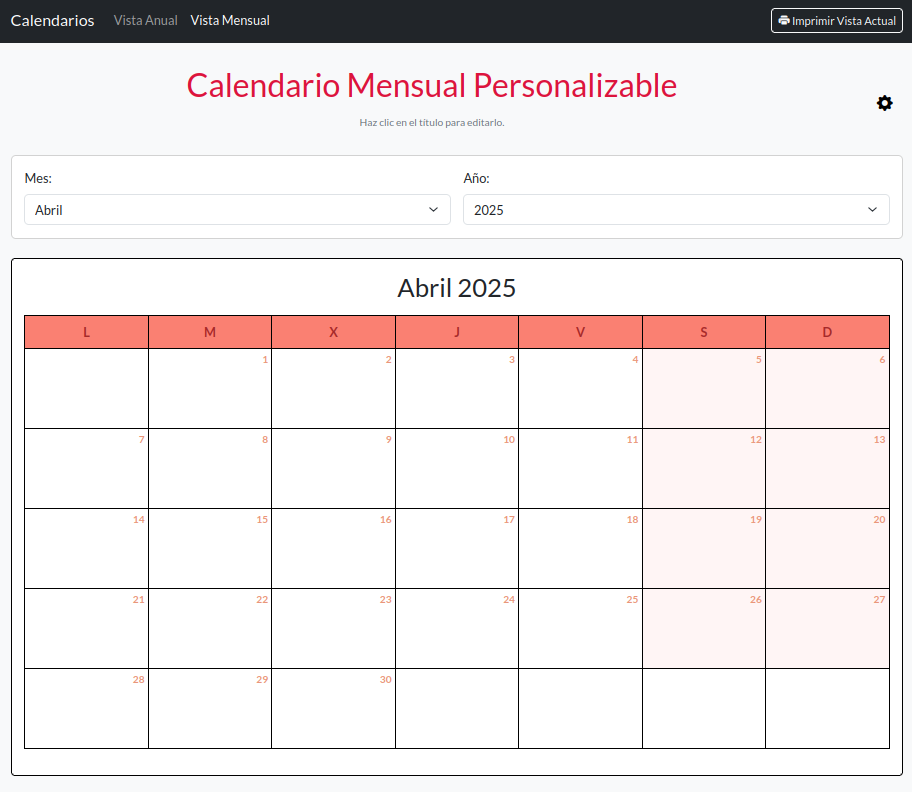 Calendarios Vista Anual Vista Mensual Imprimir Vista Actual
Calendario Mensual Personalizable
Haz clic en el título para editarlo.
Mes: Año:
Abril 2025
Abril 2025
L M X J V S D
1 2 3 4 5 6
7 8 9 10 11 12 13
14 15 16 17 18 19 20
21 22 23 24 25 26 27
28 29 30